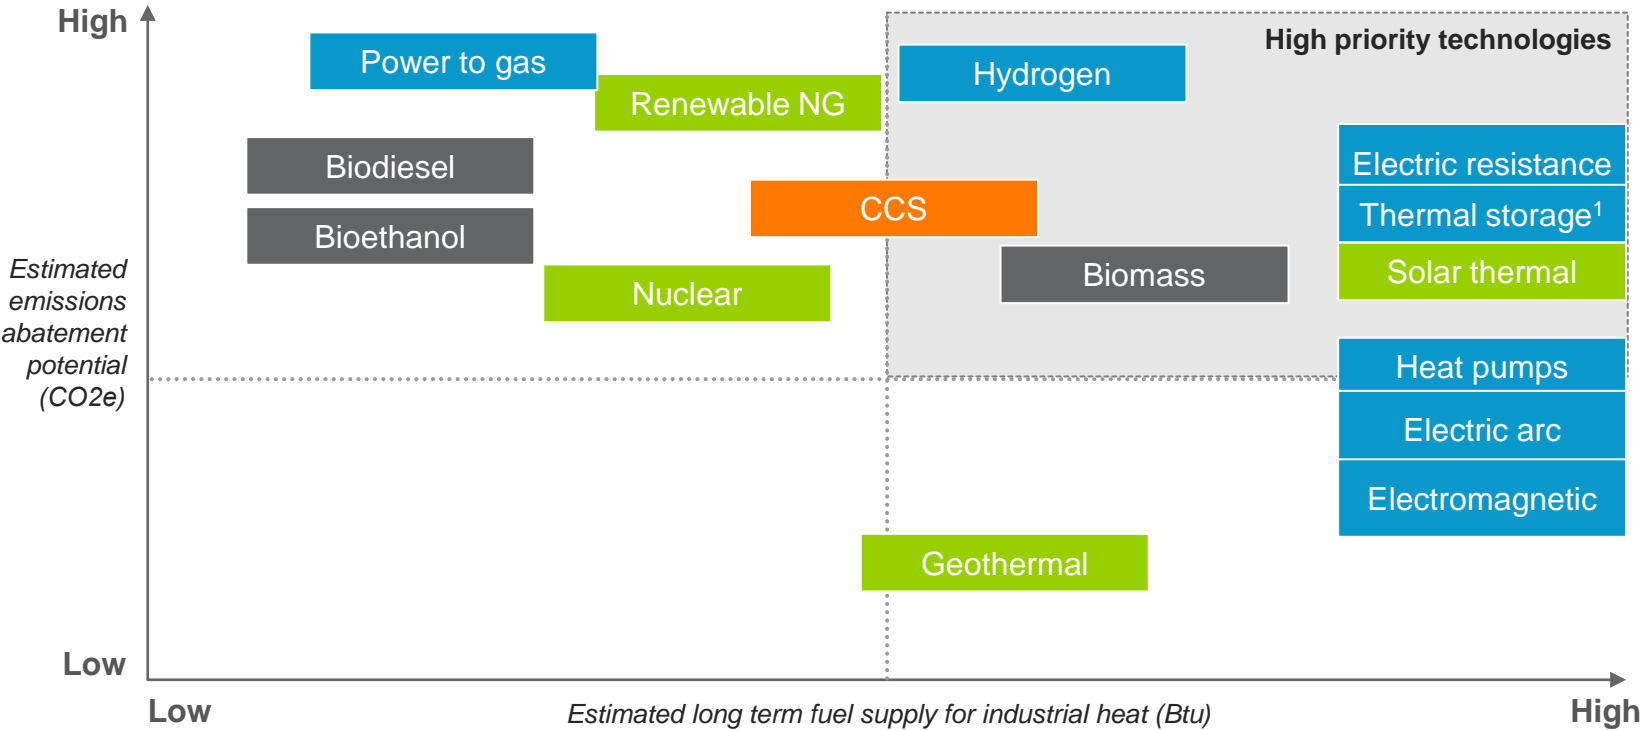 High
High priority technologies
Power to gas
Hydrogen
Renewable NG
Biodiesel
Electric resistance
CCS
Thermal storage¹
Bioethanol
Solar thermal
Biomass
Nuclear
Estimated
emissions
abatement
potential
(CO2e)
Heat pumps
Electric arc
Electromagnetic
Geothermal
Low
Low
Estimated long term fuel supply for industrial heat (Btu)
High